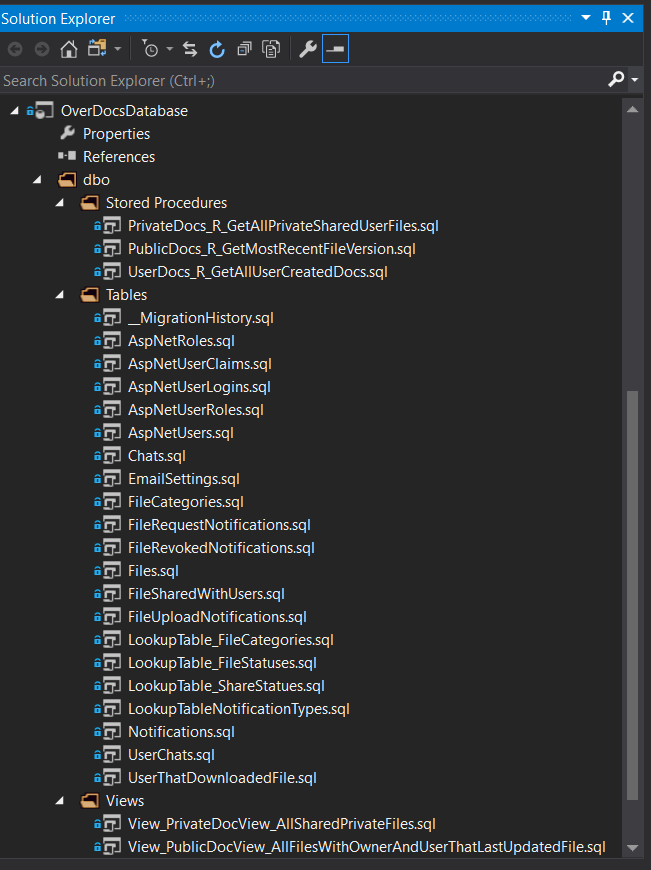 Solution Explorer
Search Solution Explorer (Ctrl+;)
OverDocsDatabase
Properties
References
dbo
Stored Procedures
PrivateDocs_R_GetAllPrivateSharedUserFiles.sql
PublicDocs_R_GetMostRecentFileVersion.sql
UserDocs_R_GetAllUserCreatedDocs.sql
Tables
__MigrationHistory.sql
AspNetRoles.sql
AspNetUserClaims.sql
AspNetUserLogins.sql
AspNetUserRoles.sql
AspNetUsers.sql
Chats.sql
EmailSettings.sql
FileCategories.sql
FileRequestNotifications.sql
FileRevokedNotifications.sql
Files.sql
FileSharedWithUsers.sql
FileUploadNotifications.sql
LookupTable_FileCategories.sql
LookupTable_FileStatuses.sql
LookupTable_ShareStatues.sql
LookupTableNotificationTypes.sql
Notifications.sql
UserChats.sql
UserThatDownloadedFile.sql
Views
View_PrivateDocView_AllSharedPrivateFiles.sql
View_PublicDocView_AllFilesWithOwnerAndUserThatLastUpdatedFile.sql